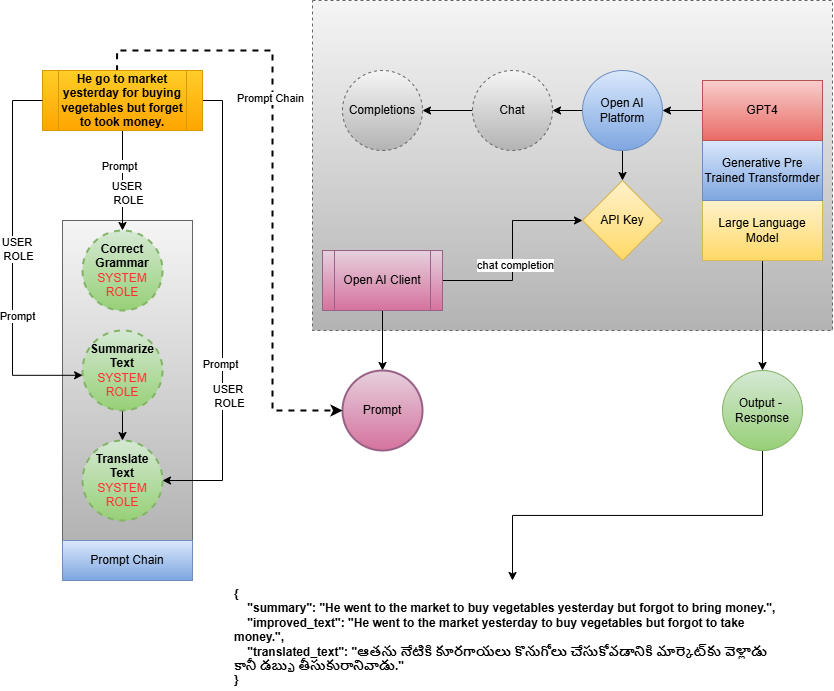 He go to market
yesterday for buying
vegetables but forget
to took money.
Prompt Chain
Prompt
USER
ROLE
USER
ROLE
Prompt
Prompt
USER
ROLE
Correct
Grammar
SYSTEM
ROLE
Summarize
Text
SYSTEM
ROLE
Translate
Text
SYSTEM
ROLE
Prompt Chain
Completions
Chat
Open AI
Platform
GPT4
Generative Pre
Trained Transformder
Large Language
Model
API Key
chat completion
Open AI Client
Prompt
Output -
Response
{
"summary": "He went to the market to buy vegetables yesterday but forgot to bring money.",
"improved_text": "He went to the market yesterday to buy vegetables but forgot to take
money.",
"translated_text": "ఆతను నేటికి కూరగాయలు కొనుగోలు చేసుకోవడానికి మార్కెట్‌కు వెళ్లాడు
కానీ డబ్బు తీసుకురానివాడు."
}